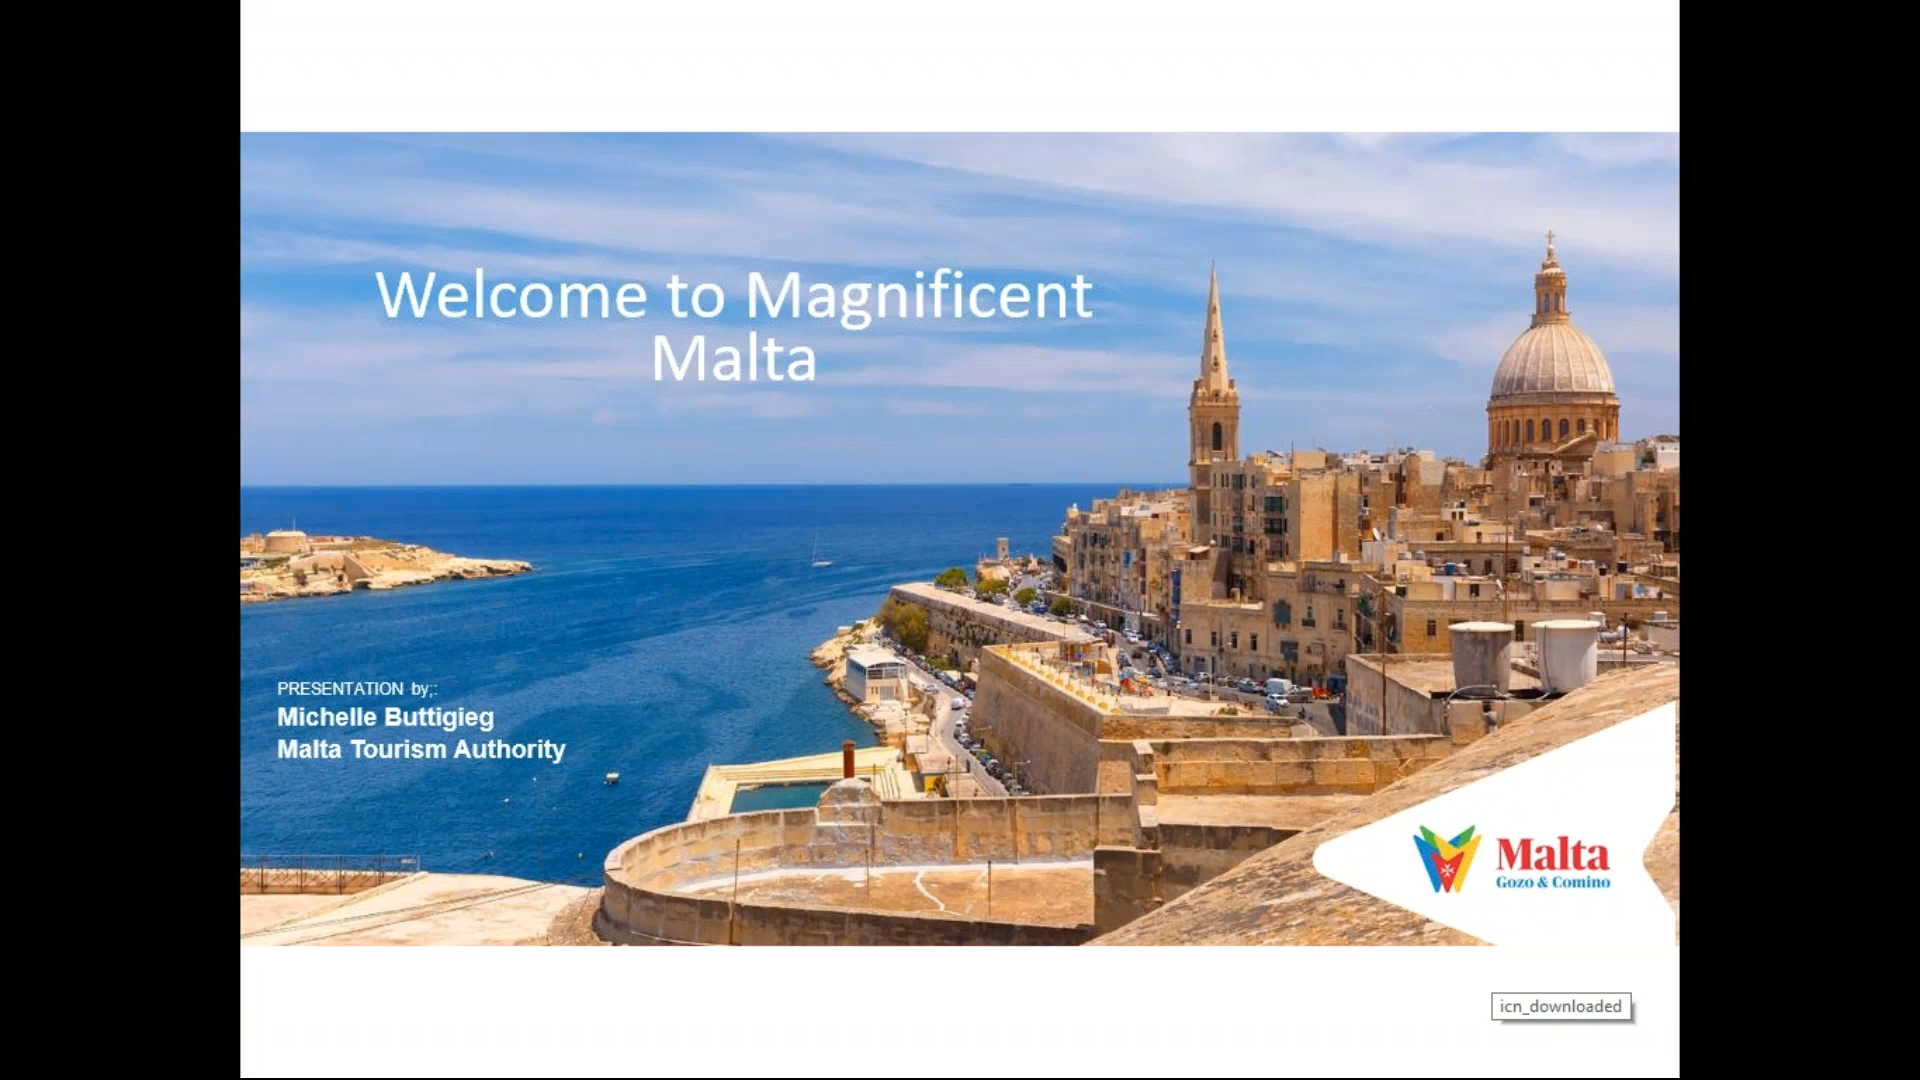 Welcome to Magnificent
Malta
PRESENTATION by;:
Michelle Buttigieg
Malta Tourism Authority
Malta
Gozo & Comino
icn_downloaded